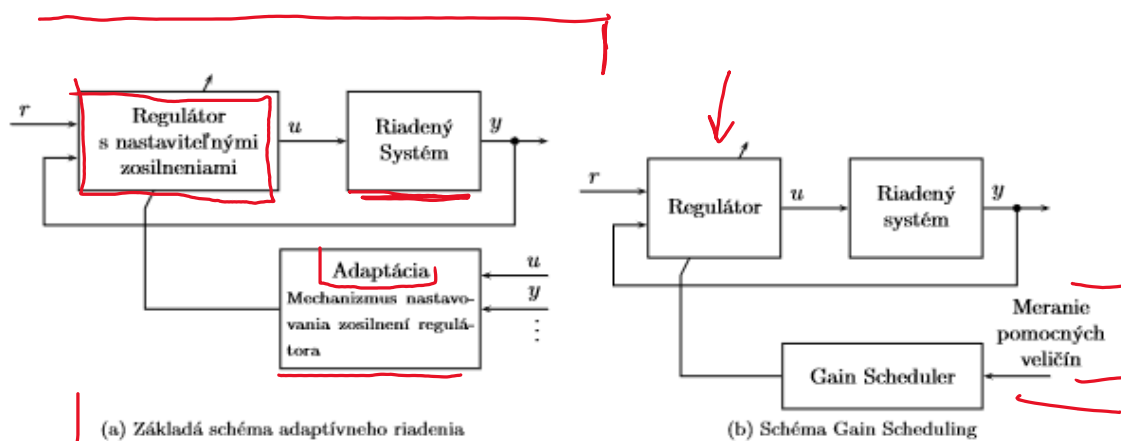 r
Regulátor
s nastaviteľnými
zosilneniami
u
Riadený
Systém
y
Adaptácia
Mechanizmus nastavo-
vania zosilnení regulá-
tora
u
y
⋮
(a) Základá schéma adaptívneho riadenia
r
Regulátor
u
Riadený
systém
y
Meranie
pomocných
veličín
Gain Scheduler
(b) Schéma Gain Scheduling